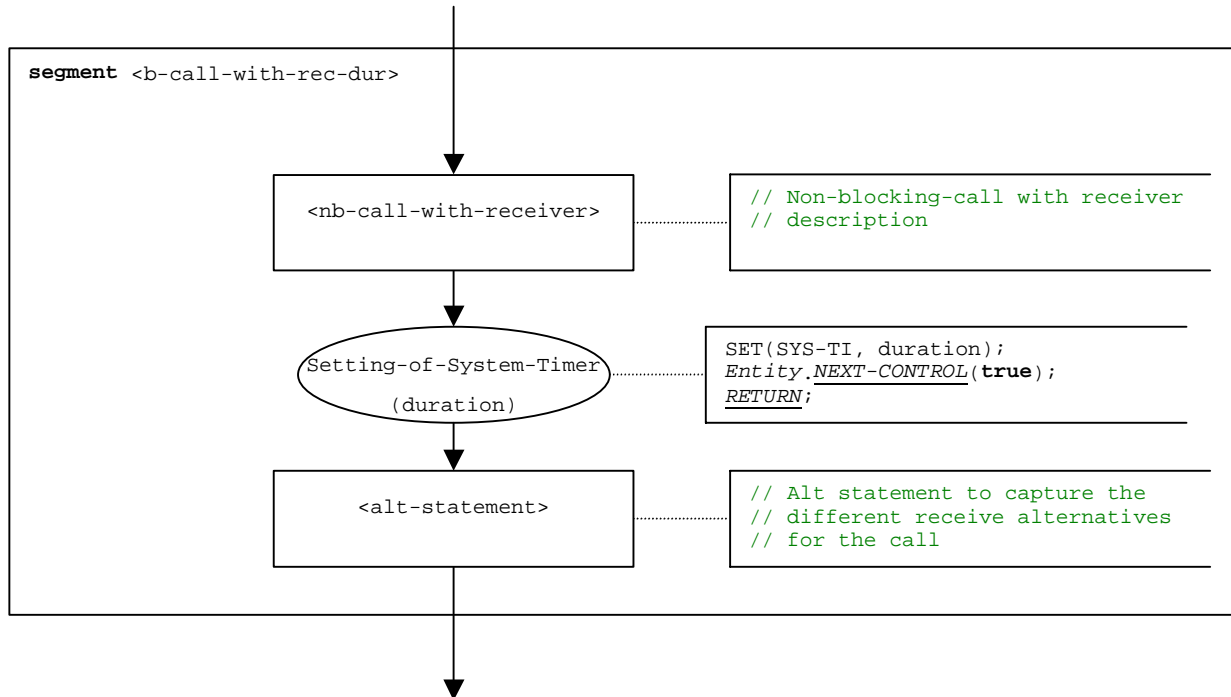 segment <b-call-with-rec-dur>
<nb-call-with-receiver>
// Non-blocking-call with receiver
// description
Setting-of-System-Timer
(duration)
SET(SYS-TI, duration);
Entity.NEXT-CONTROL(true);
RETURN;
<alt-statement>
// Alt statement to capture the
// different receive alternatives
// for the call